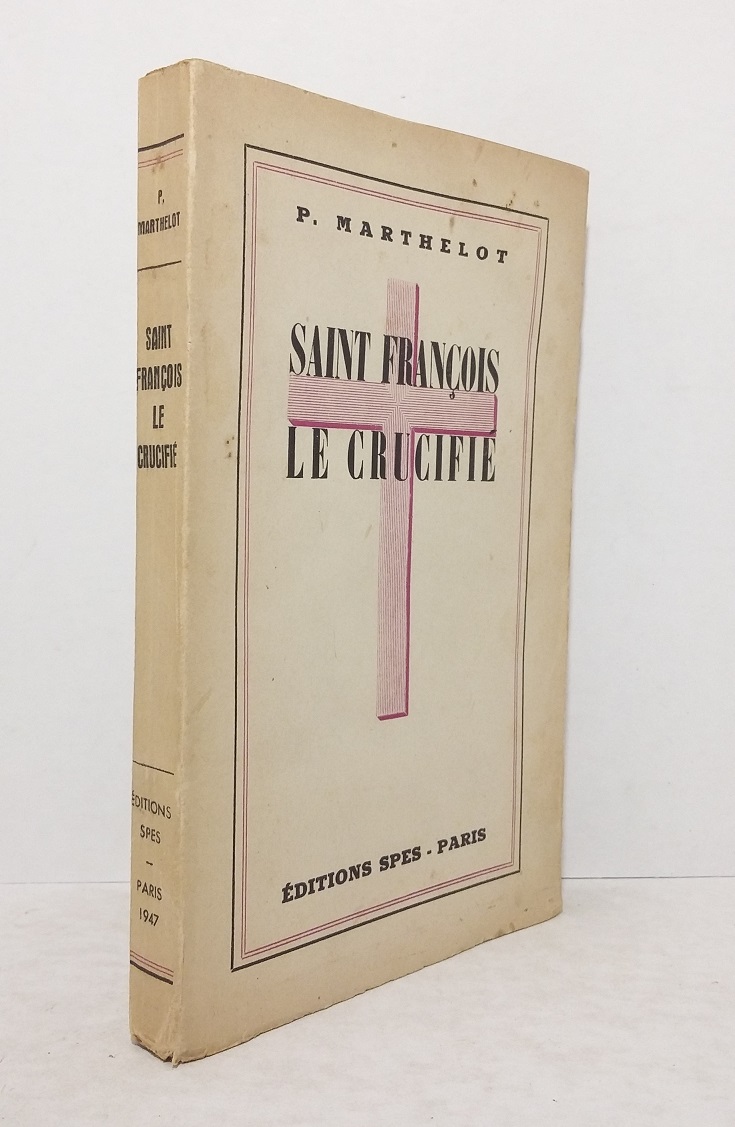 P.
MARTHELOT
SAINT
FRANÇOIS
LE
CRUCIFIÉ
ÉDITIONS
SPES
—
PARIS
1947
P. MARTHELOT
SAINT FRANÇOIS
LE CRUCIFIÉ
ÉDITIONS SPES - PARIS